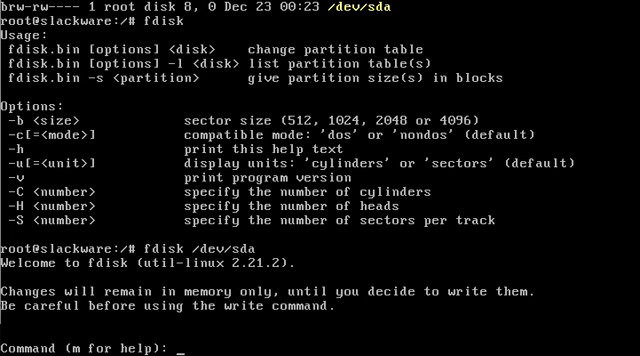 brw-rw---- 1 root disk 8, 0 Dec 23 00:23 /dev/sda
root@slackware:/# fdisk
Usage:
 fdisk.bin [options] <disk>    change partition table
 fdisk.bin [options] -l <disk> list partition table(s)
 fdisk.bin -s <partition>      give partition size(s) in blocks

Options:
 -b <size>             sector size (512, 1024, 2048 or 4096)
 -c[=<mode>]           compatible mode: 'dos' or 'nondos' (default)
 -h                    print this help text
 -u[=<unit>]           display units: 'cylinders' or 'sectors' (default)
 -v                    print program version
 -C <number>           specify the number of cylinders
 -H <number>           specify the number of heads
 -S <number>           specify the number of sectors per track

root@slackware:/# fdisk /dev/sda
Welcome to fdisk (util-linux 2.21.2).

Changes will remain in memory only, until you decide to write them.
Be careful before using the write command.

Command (m for help): _